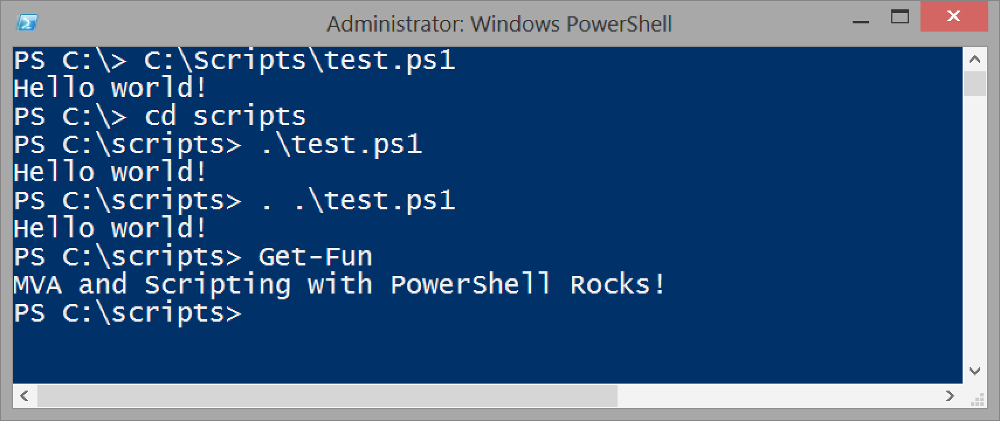 Administrator: Windows PowerShell
PS C:\> C:\Scripts\test.ps1
Hello world!
PS C:\> cd scripts
PS C:\scripts> .\test.ps1
Hello world!
PS C:\scripts> . .\test.ps1
Hello world!
PS C:\scripts> Get-Fun
MVA and Scripting with PowerShell Rocks!
PS C:\scripts>